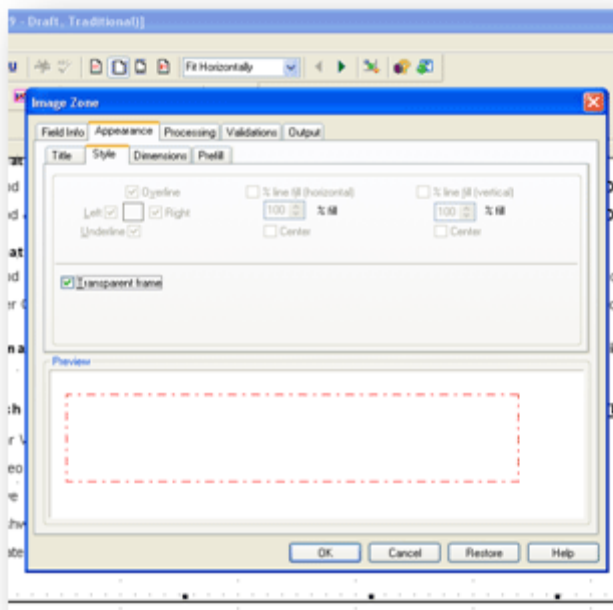 9 - Draft, Traditional)]
U
Fit Horizontally
Image Zone
Field Info Appearance Processing Validations Output
Title Style Dimensions Prefill
Overline
% line fill (horizontal)
% line fill (vertical)
Left Right
100 % fill
100 % fill
Underline
Center
Center
Transparent frame
Preview
OK Cancel Restore Help